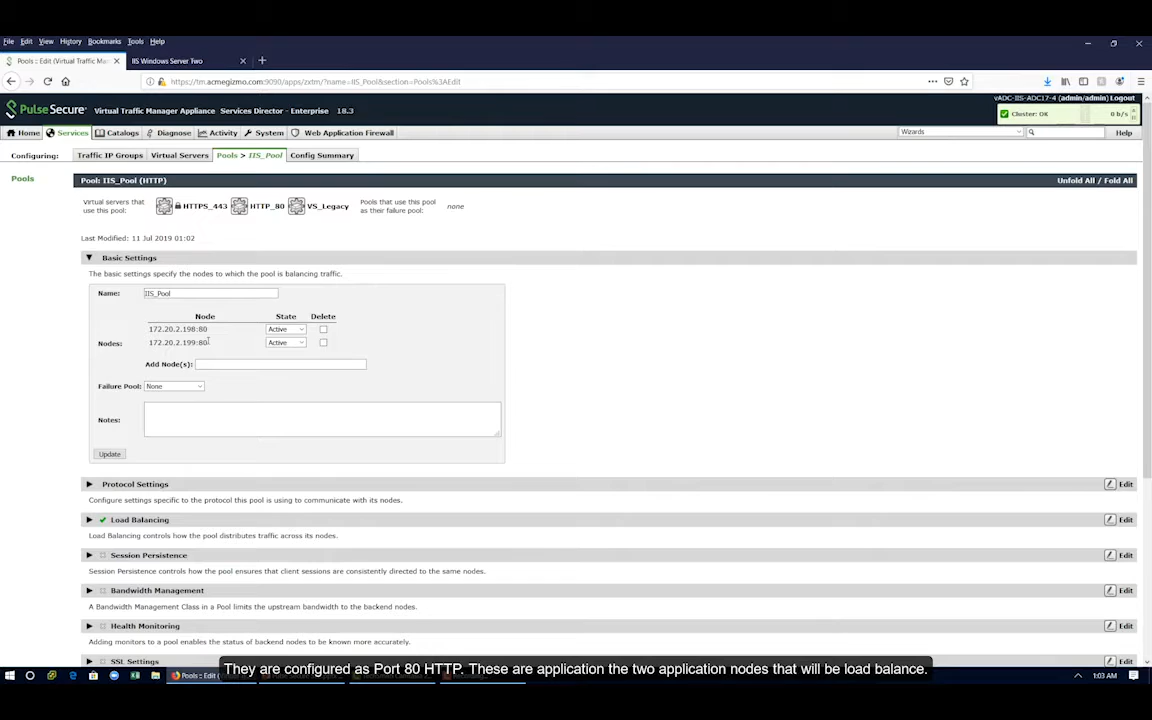 File Edit View History Bookmarks Tools Help
Pools :: Edit (Virtual Traffic Mar
IIS Windows Server Two
https://tm.acmegizmo.com:9090/apps/zxtm/?name=IIS_Pool&section=Pools%3AEdit
PulseSecure Virtual Traffic Manager Appliance Services Director - Enterprise 18.3
vADC-IIS-ADC17-4 (admin/admin) Logout
Cluster: OK 0 b/s
Home Services Catalogs Diagnose Activity System Web Application Firewall Wizards Help
Configuring: Traffic IP Groups Virtual Servers Pools > IIS_Pool Config Summary
Pools
Pool: IIS_Pool (HTTP) Unfold All / Fold All
Virtual servers that use this pool: HTTPS_443 HTTP_80 VS_Legacy Pools that use this pool as their failure pool: none
Last Modified: 11 Jul 2019 01:02
Basic Settings
The basic settings specify the nodes to which the pool is balancing traffic.
Name: IIS_Pool
Node State Delete
172.20.2.198:80 Active
Nodes: 172.20.2.199:80 Active
Add Node(s):
Failure Pool: None
Notes:
Update
Protocol Settings Edit
Configure settings specific to the protocol this pool is using to communicate with its nodes.
Load Balancing Edit
Load Balancing controls how the pool distributes traffic across its nodes.
Session Persistence Edit
Session Persistence controls how the pool ensures that client sessions are consistently directed to the same nodes.
Bandwidth Management Edit
A Bandwidth Management Class in a Pool limits the upstream bandwidth to the backend nodes.
Health Monitoring Edit
Adding monitors to a pool enables the status of backend nodes to be known more accurately.
SSL Settings Edit
They are configured as Port 80 HTTP. These are application the two application nodes that will be load balance.
Pools :: Edit
1:03 AM